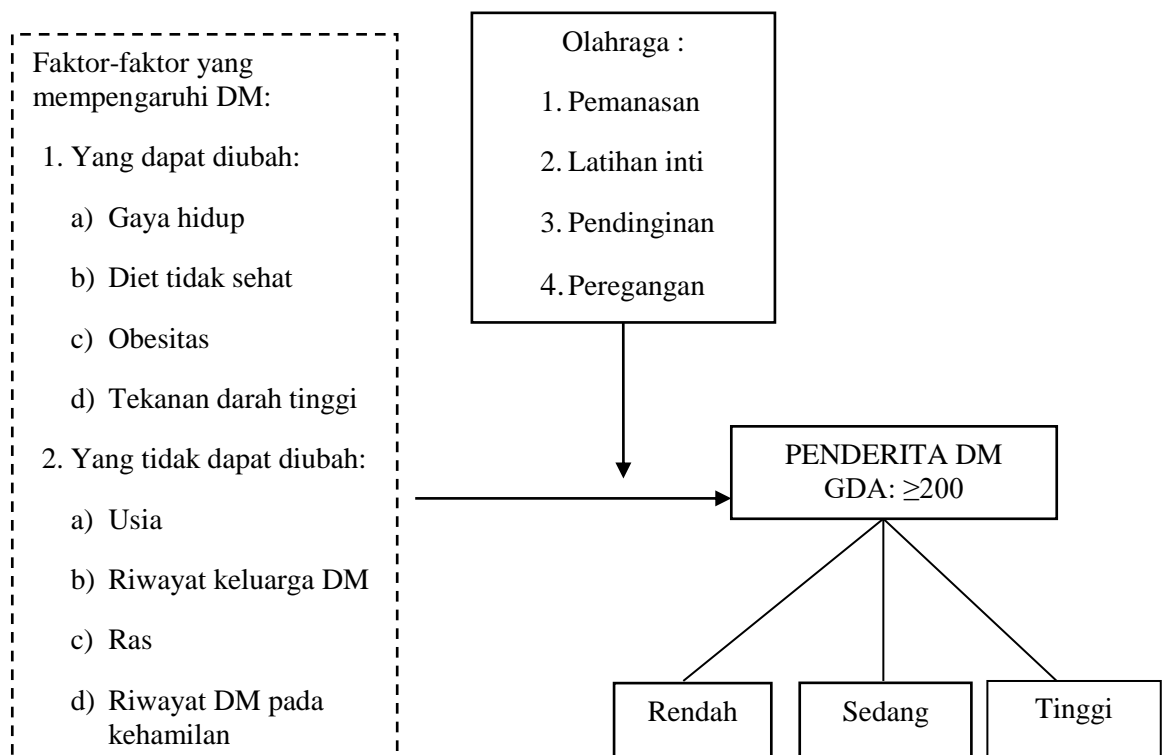 Faktor-faktor yang
mempengaruhi DM:
1. Yang dapat diubah:
a) Gaya hidup
b) Diet tidak sehat
c) Obesitas
d) Tekanan darah tinggi
2. Yang tidak dapat diubah:
a) Usia
b) Riwayat keluarga DM
c) Ras
d) Riwayat DM pada
kehamilan
Olahraga :
1. Pemanasan
2. Latihan inti
3. Pendinginan
4. Peregangan
PENDERITA DM
GDA: ≥200
Rendah
Sedang
Tinggi